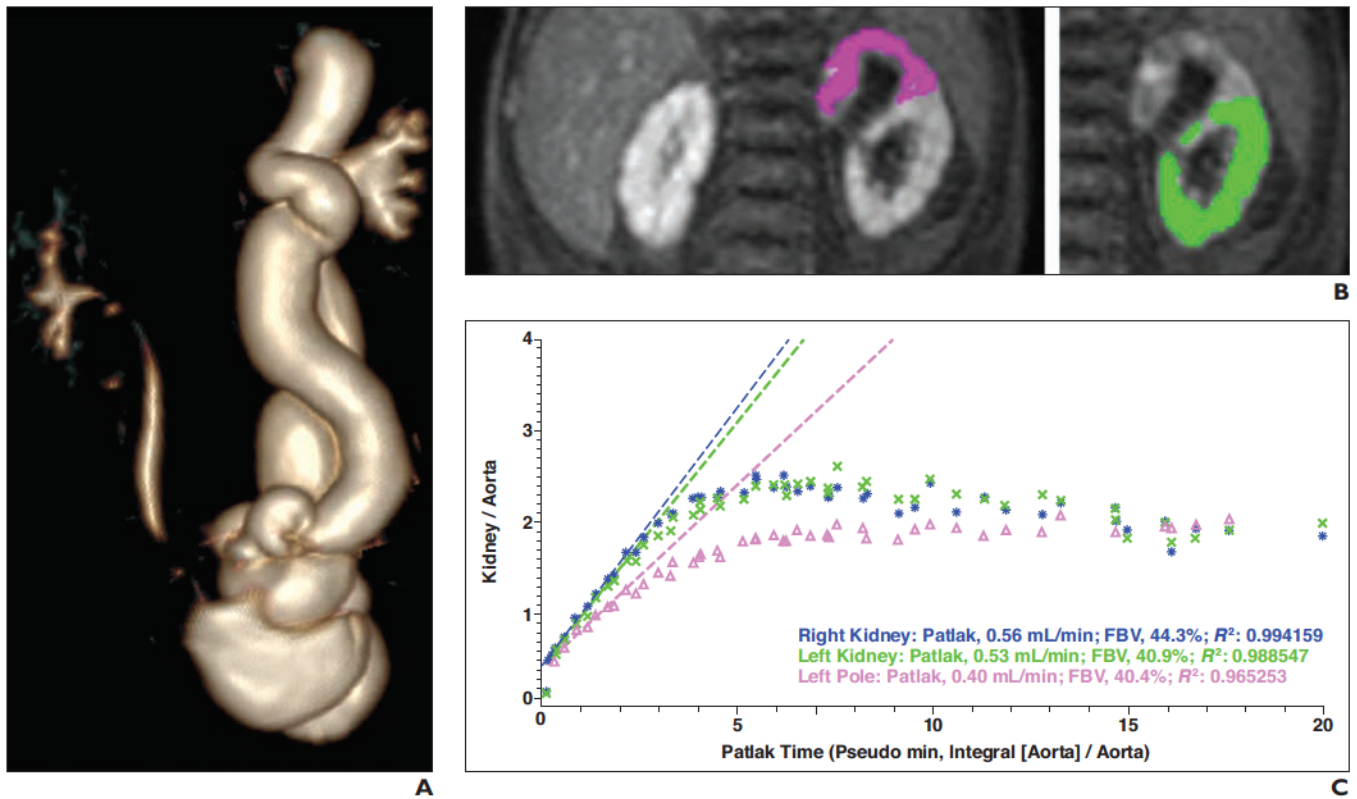 A
B
4
3
2
1
0
Kidney / Aorta
Right Kidney: Patlak, 0.56 mL/min; FBV, 44.3%; R²: 0.994159
Left Kidney: Patlak, 0.53 mL/min; FBV, 40.9%; R²: 0.988547
Left Pole: Patlak, 0.40 mL/min; FBV, 40.4%; R²: 0.965253
0 5 10 15 20
Patlak Time (Pseudo min, Integral [Aorta] / Aorta)
C